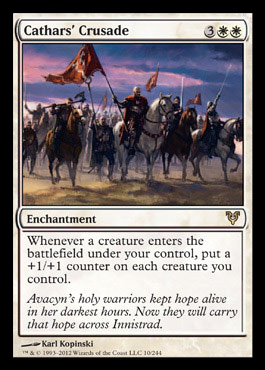 Cathars' Crusade 3
Enchantment
Whenever a creature enters the
battlefield under your control, put a
+1/+1 counter on each creature you
control.
Avacyn's holy warriors kept hope alive
in her darkest hours. Now they will carry
that hope across Innistrad.
Karl Kopinski
™ & © 1993-2012 Wizards of the Coast LLC 10/244